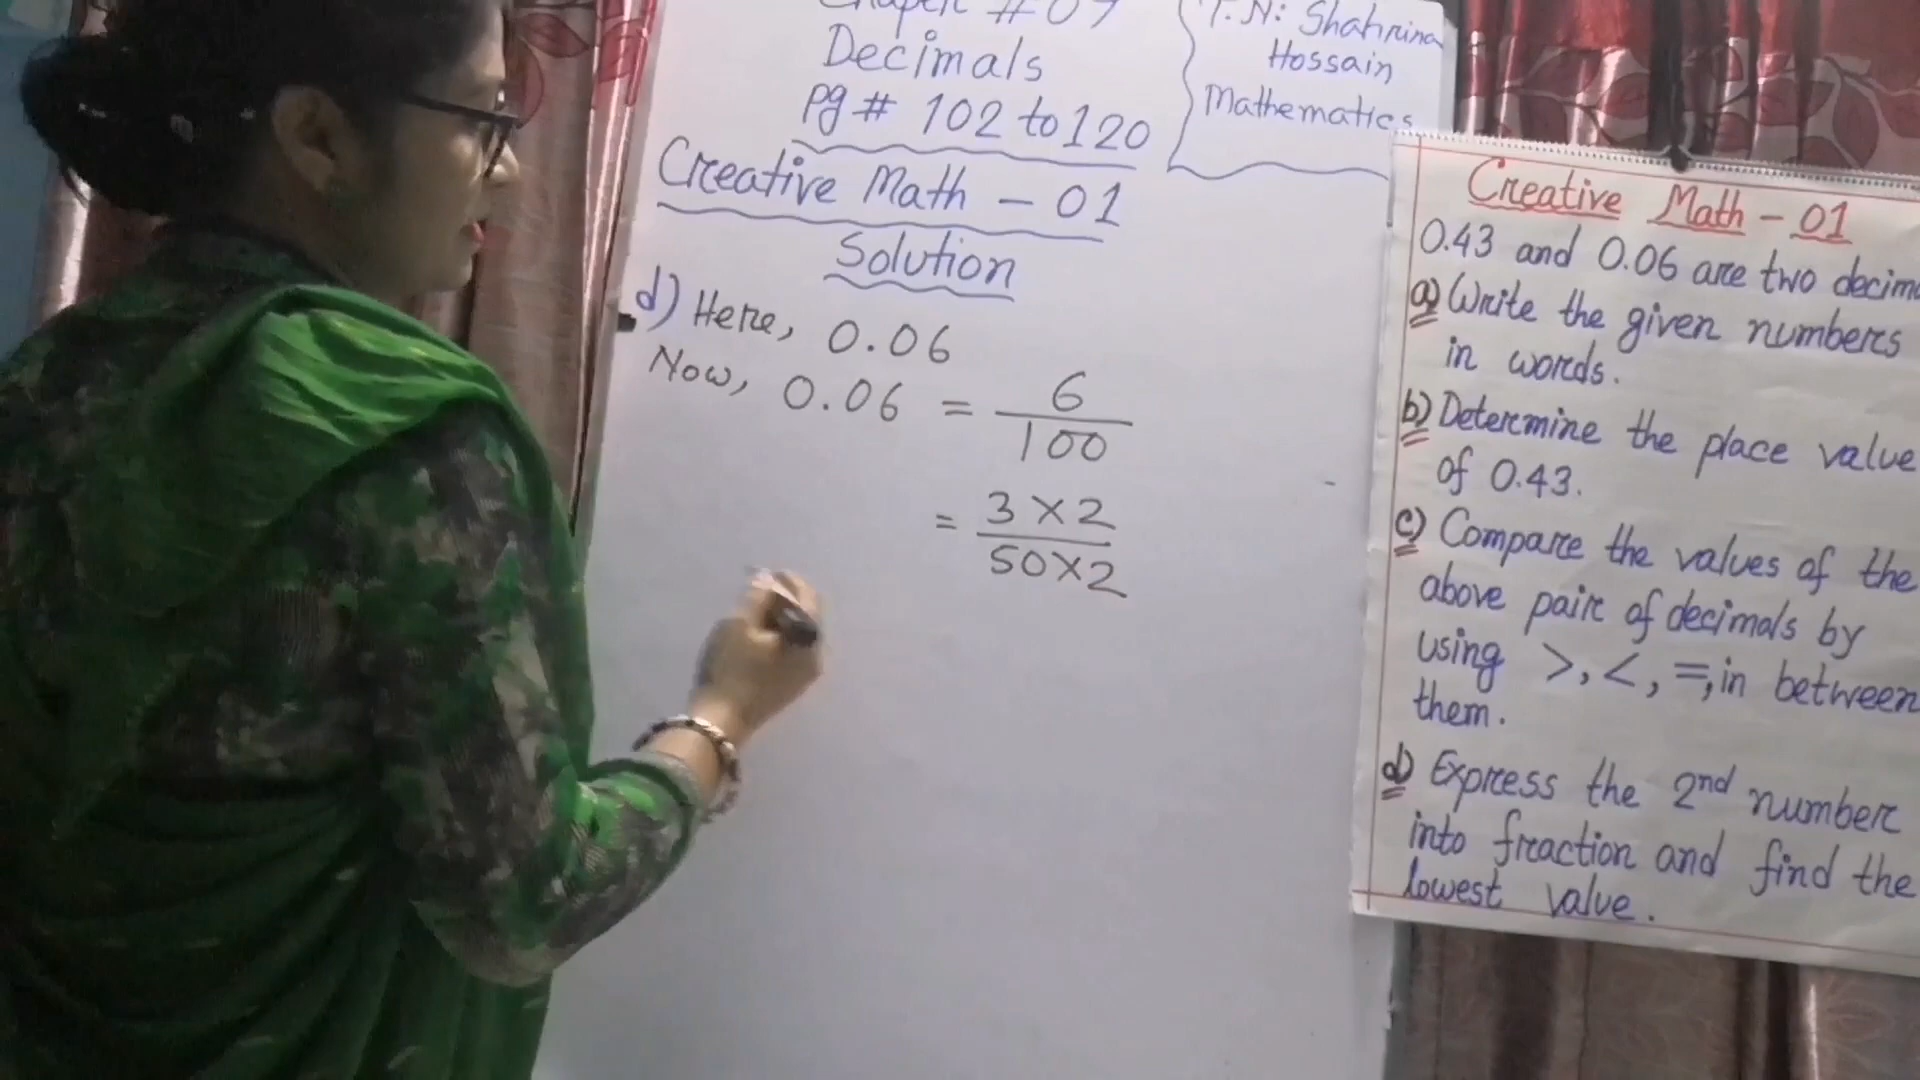 Chapter # 07
Decimals
pg # 102 to 120
T.N: Shahrina
Hossain
Mathematics
Creative Math - 01
Solution
d) Here, 0.06
Now, 0.06 = 6/100
= 3×2/50×2
Creative Math - 01
0.43 and 0.06 are two decim
a) Write the given numbers
in words.
b) Determine the place value
of 0.43.
c) Compare the values of the
above pair of decimals by
using >, <, =, in between
them.
d) Express the 2nd number
into fraction and find the
lowest value.